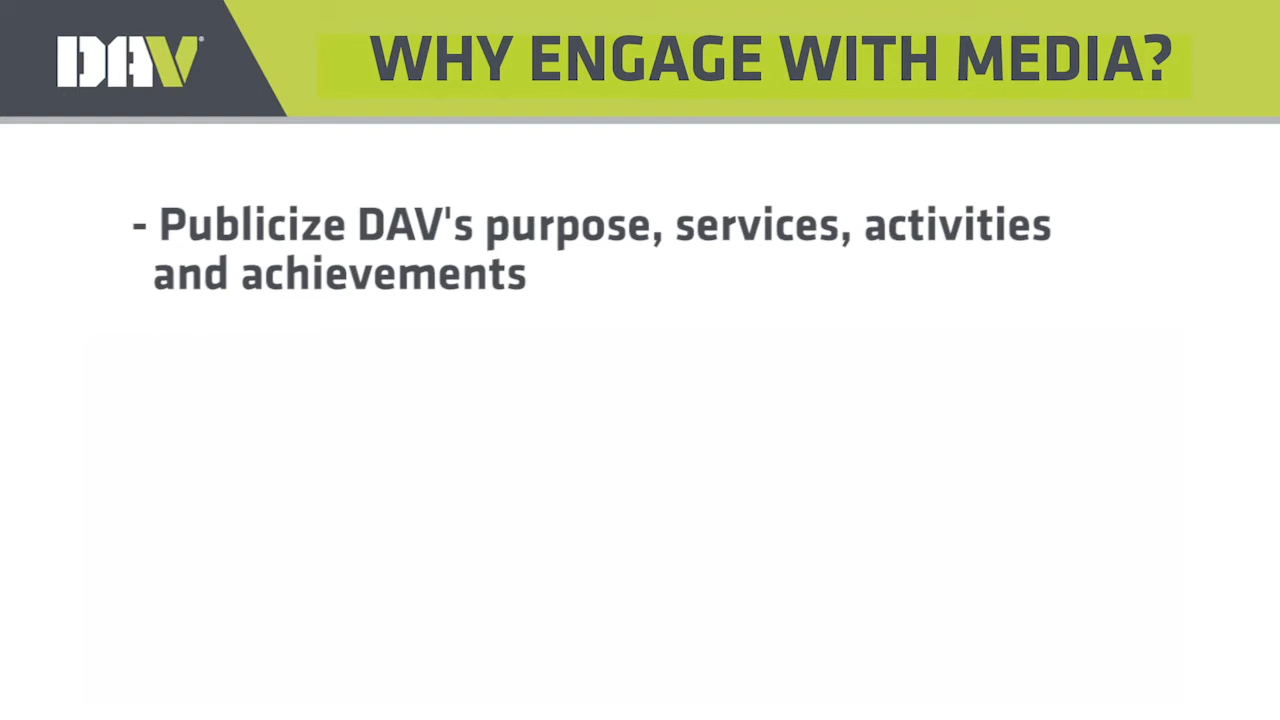 DAV®
WHY ENGAGE WITH MEDIA?
- Publicize DAV's purpose, services, activities
and achievements